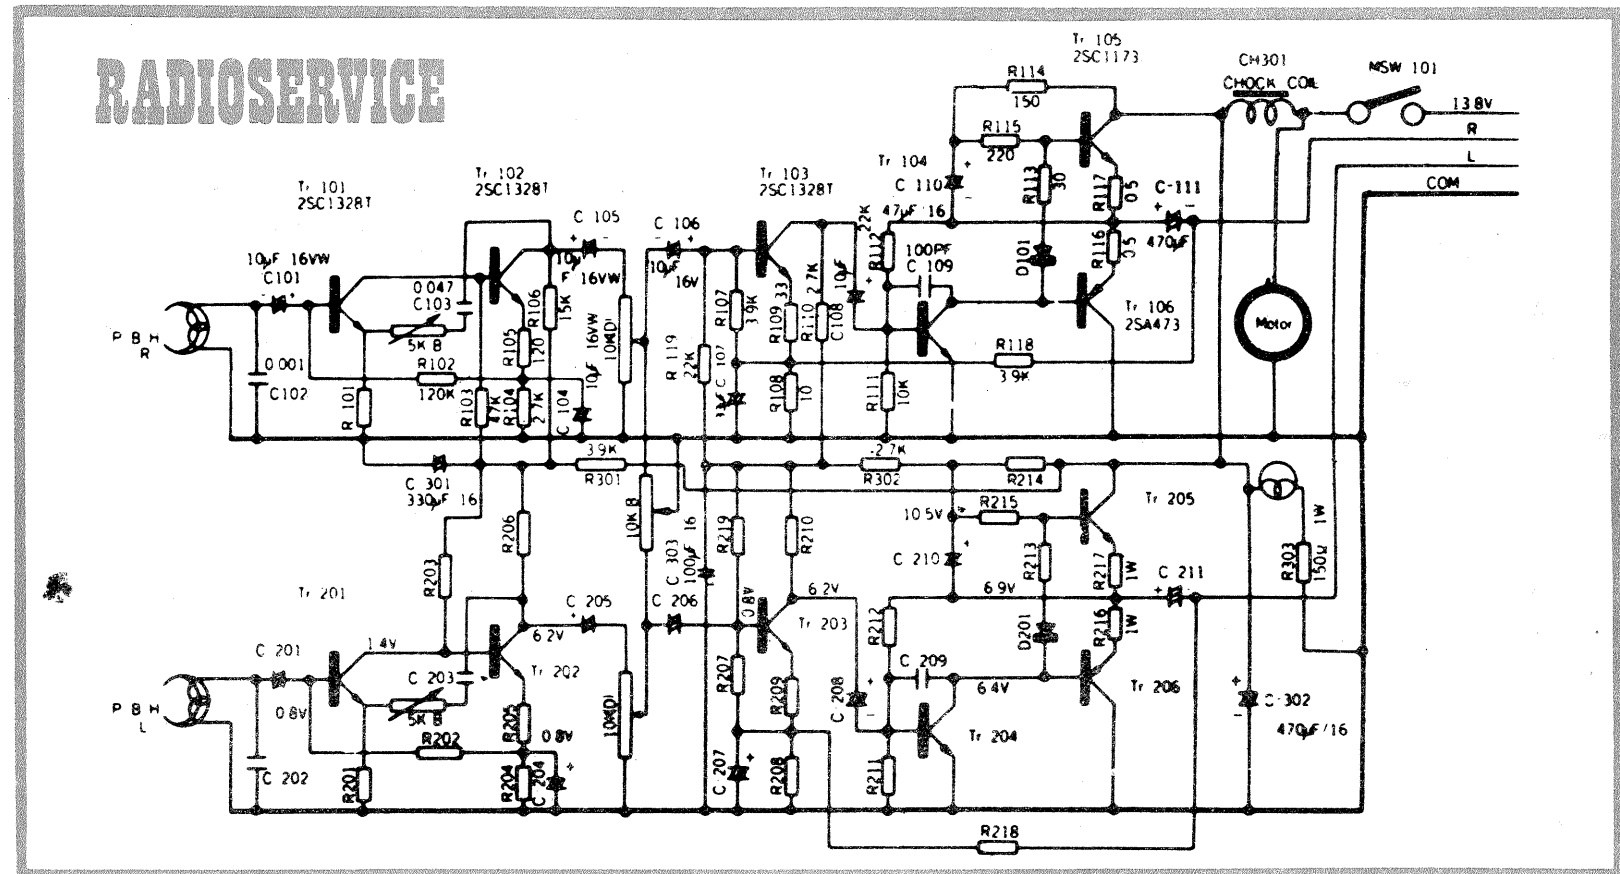 RADIOSERVICE
Tr 105
2SC1173
CH301
CHOCK COIL
MSW 101
13.8V
R
L
COM
R114
150
R115
220
R113
30
R117
0.5
C-111
+ -
470μF
R116
0.5
D101
Tr 106
2SA473
Motor
Tr 101
2SC1328T
Tr 102
2SC1328T
Tr 103
2SC1328T
Tr 104
C 110
47μF/16
22K
R112
100PF
C 109
C 105
10μF
16VW
C 106
10μF
16V
10μF 16VW
C101
0.047
C103
5K B
R106
15K
R105
120
10μF 16VW
R107
3.9K
33
R109
2.7K
R110
C108
10μF
P B H
R
0.001
C102
R 101
R102
120K
R103
47K
R104
2.7K
C 104
R 119
22K
C 107
R108
10
R111
10K
R118
3.9K
C 301
330μF 16
3.9K
R301
2.7K
R302
R214
10K B
C 303
100μF 16
R219
R210
R206
R203
10.5V
R215
Tr 205
C 210
R213
R217
1W
C 211
6.9V
R216
1W
D201
Tr 206
R303
150Ω
1W
C-302
470μF/16
Tr 201
C 201
1.4V
0.8V
C 203
5K B
P B H
L
C 202
R201
R202
6.2V
Tr 202
R205
0.8V
R204
C 204
C 205
C 206
0.8V
6.2V
Tr 203
R207
R209
C 208
C 207
R208
R212
C 209
6.4V
Tr 204
R211
R218